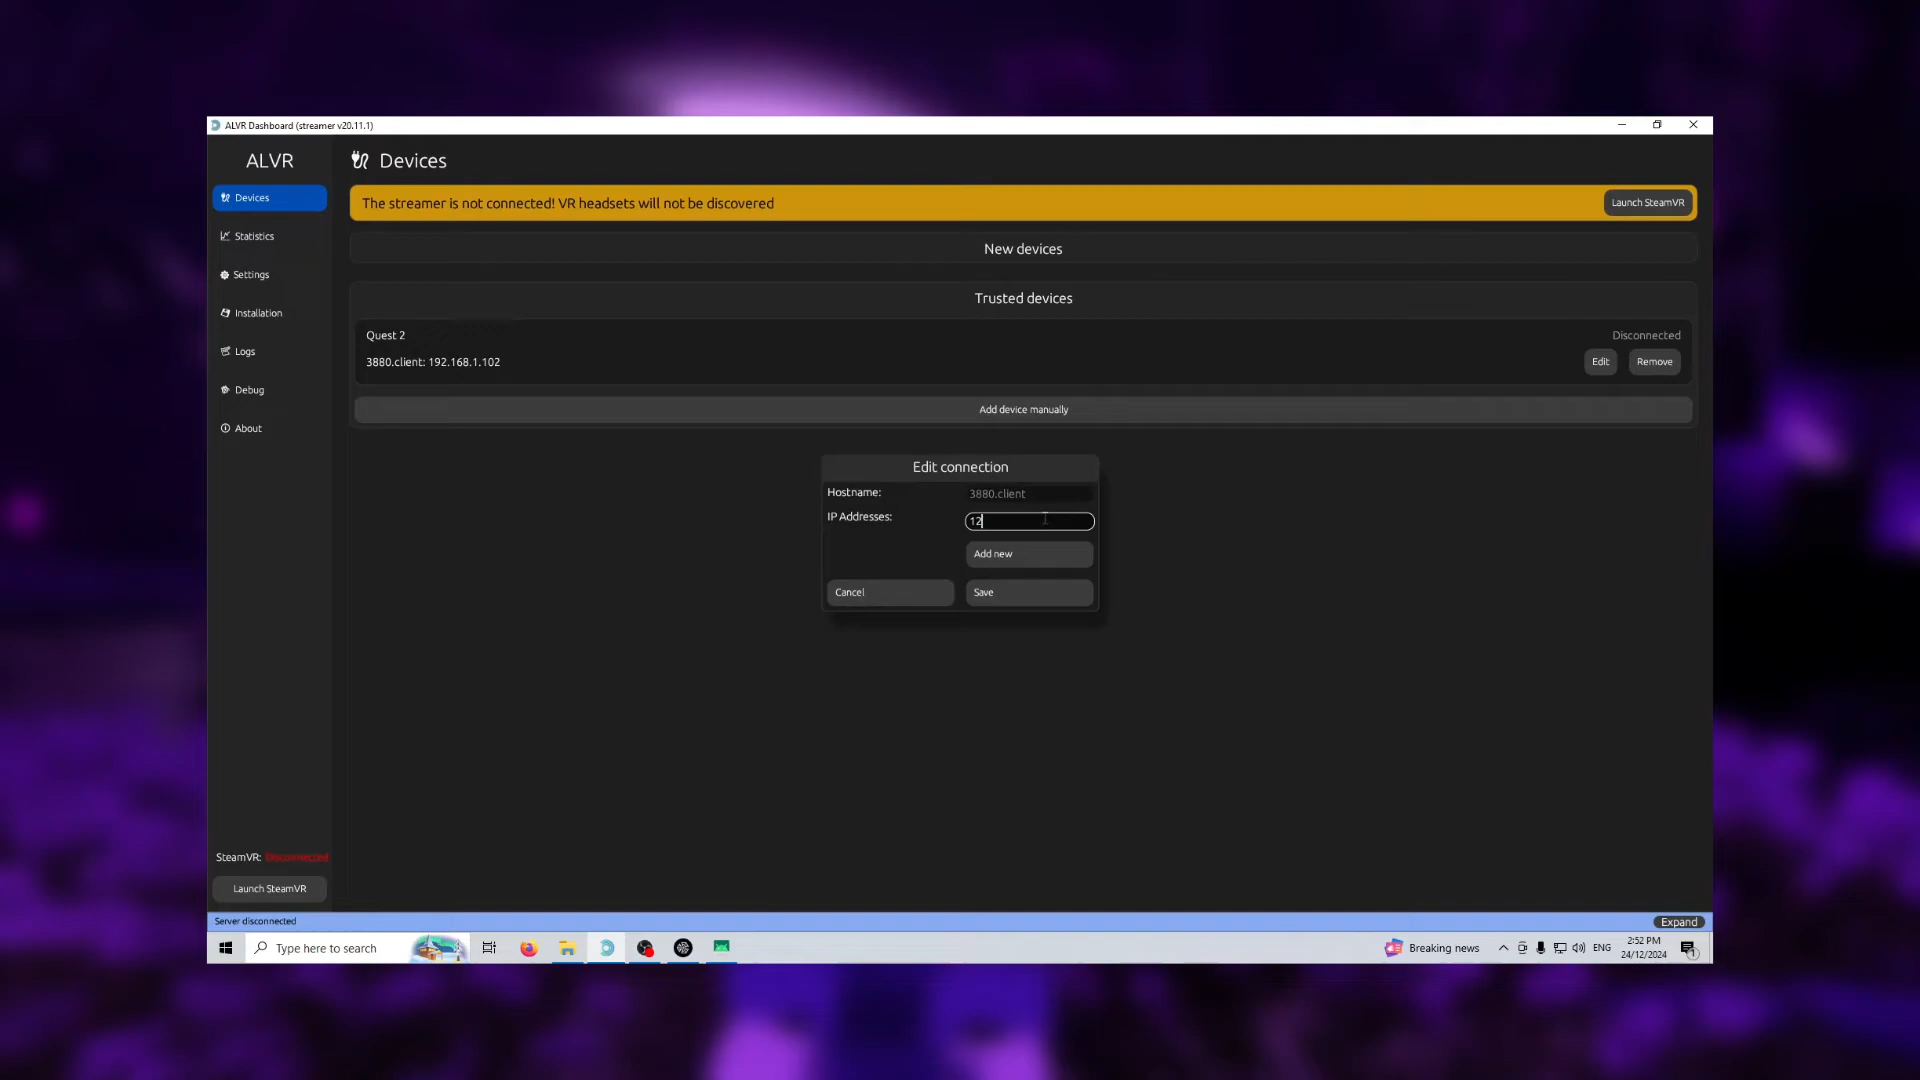 ALVR Dashboard (streamer v20.11.1)
ALVR
Devices
Statistics
Settings
Installation
Logs
Debug
About
SteamVR: Disconnected
Launch SteamVR
Devices
The streamer is not connected! VR headsets will not be discovered
Launch SteamVR
New devices
Trusted devices
Quest 2
Disconnected
3880.client: 192.168.1.102
Edit
Remove
Add device manually
Edit connection
Hostname: 3880.client
IP Addresses: 12
Add new
Cancel
Save
Server disconnected
Expand
Type here to search
Breaking news
ENG
2:52 PM
24/12/2024
1